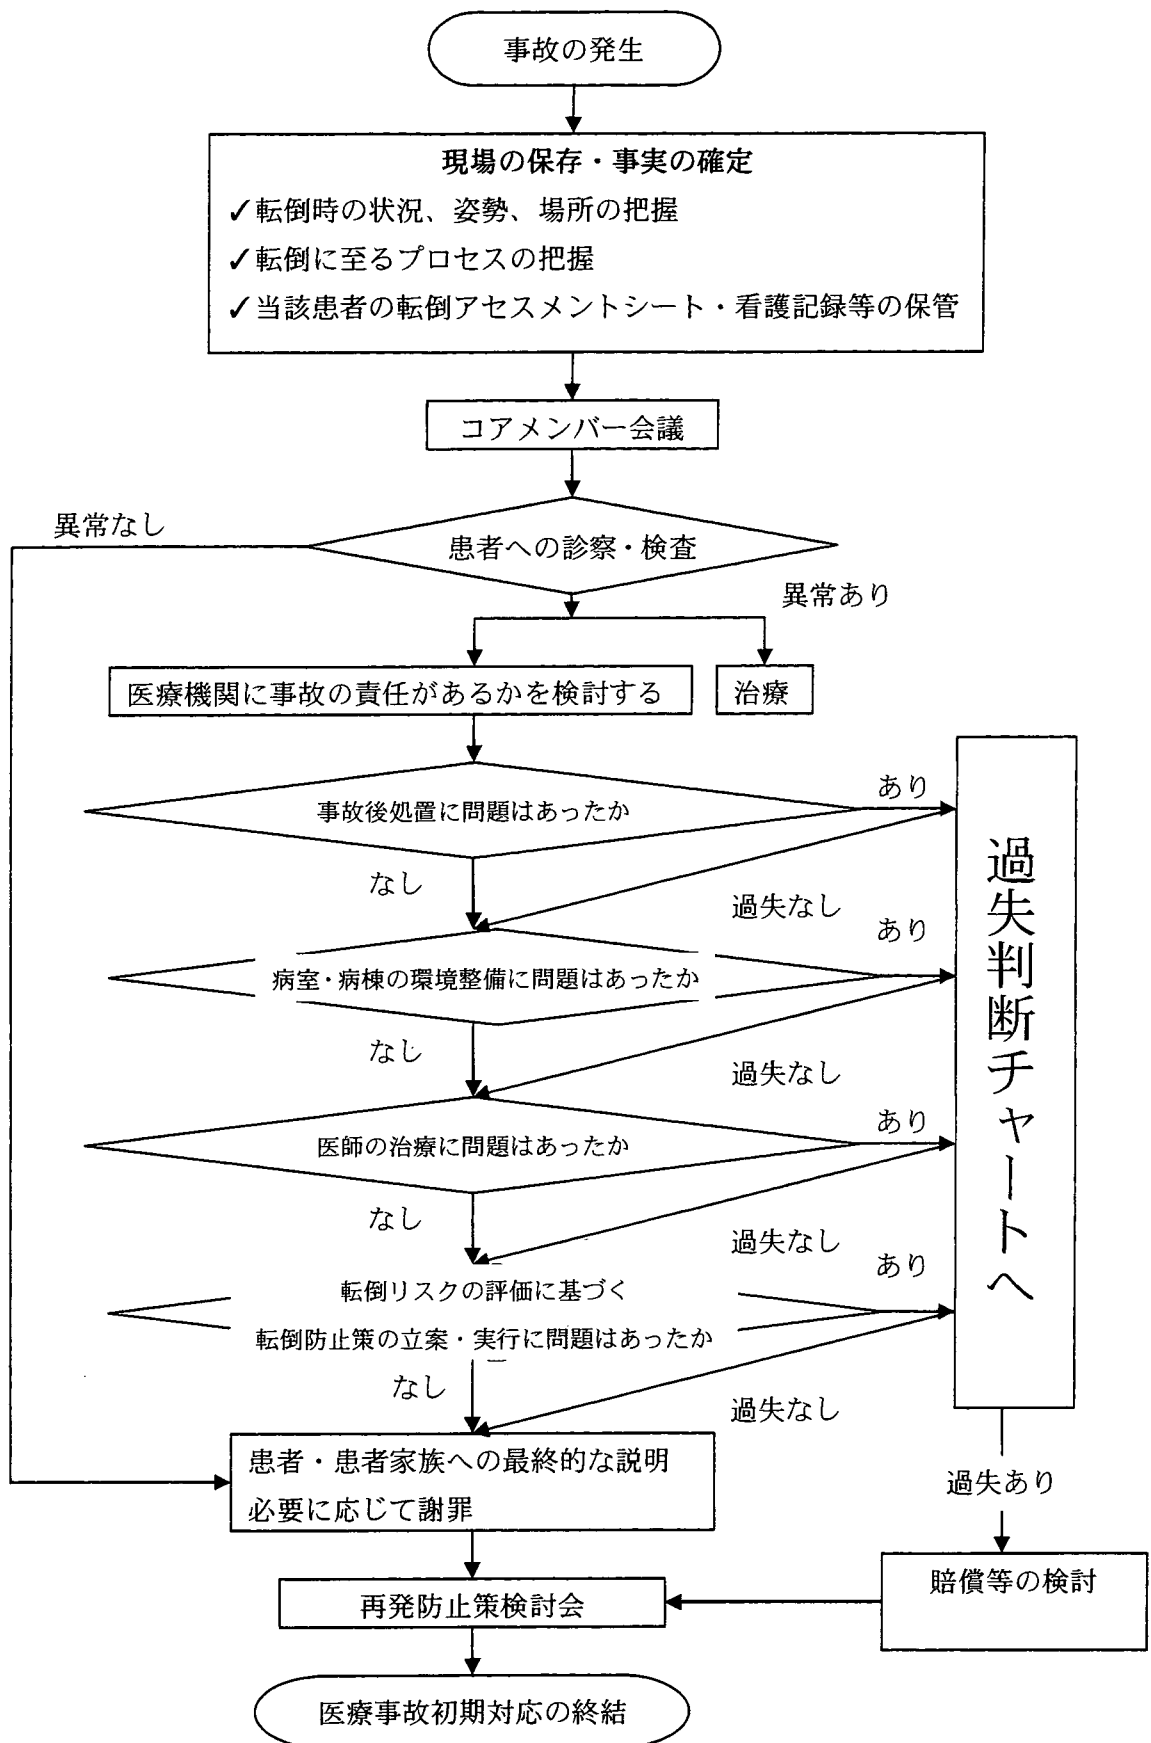 事故の発生
現場の保存・事実の確定
✓転倒時の状況、姿勢、場所の把握
✓転倒に至るプロセスの把握
✓当該患者の転倒アセスメントシート・看護記録等の保管
コアメンバー会議
異常なし
患者への診察・検査
異常あり
医療機関に事故の責任があるかを検討する
治療
あり
事故後処置に問題はあったか
なし
過失なし
あり
病室・病棟の環境整備に問題はあったか
なし
過失なし
あり
医師の治療に問題はあったか
なし
過失なし
あり
転倒リスクの評価に基づく
転倒防止策の立案・実行に問題はあったか
なし
過失なし
過失判断チャートへ
患者・患者家族への最終的な説明
必要に応じて謝罪
過失あり
賠償等の検討
再発防止策検討会
医療事故初期対応の終結